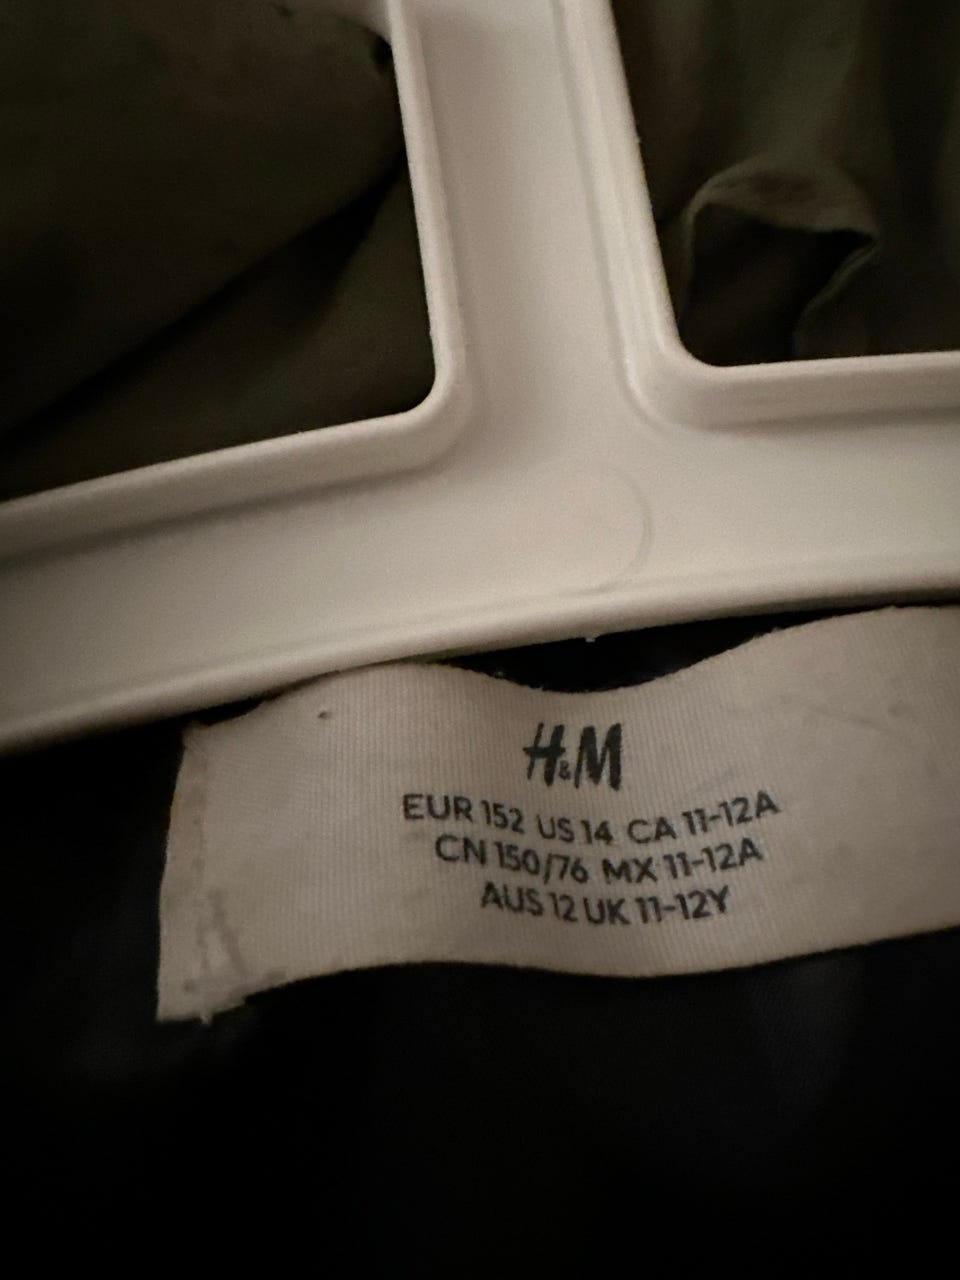 H&M
EUR 152 US 14 CA 11-12A
CN 150/76 MX 11-12A
AUS 12 UK 11-12Y